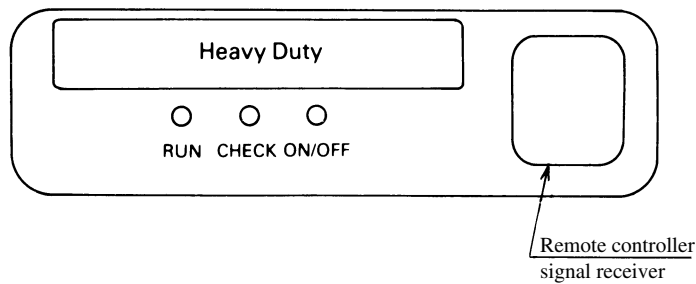 Heavy Duty
RUN CHECK ON/OFF
Remote controller
signal receiver